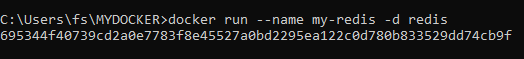 C:\Users\fs\MYDOCKER>docker run --name my-redis -d redis
695344f40739cd2a0e7783f8e45527a0bd2295ea122c0d780b833529dd74cb9f